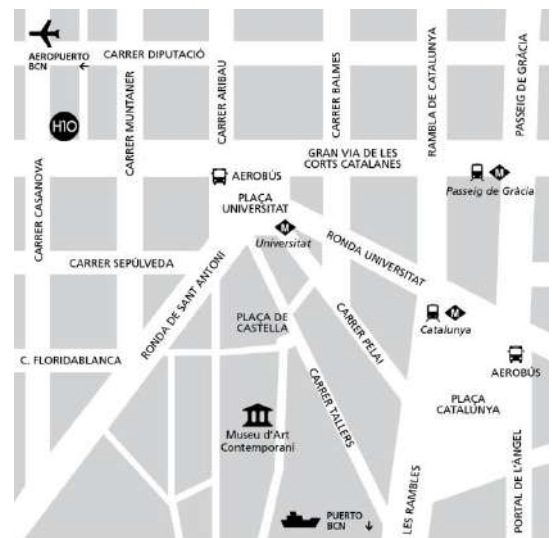 AEROPUERTO
BCN
←
CARRER DIPUTACIÓ
H10
CARRER CASANOVA
CARRER MUNTANER
CARRER ARIBAU
CARRER BALMES
RAMBLA DE CATALUNYA
PASSEIG DE GRÀCIA
GRAN VIA DE LES
CORTS CATALANES
AEROBÚS
PLAÇA
UNIVERSITAT
M
Universitat
M
Passeig de Gràcia
CARRER SEPÚLVEDA
RONDA DE SANT ANTONI
RONDA UNIVERSITAT
PLAÇA DE
CASTELLA
CARRER PELAI
M
Catalunya
C. FLORIDABLANCA
AEROBÚS
CARRER TALLERS
PLAÇA
CATALÚNYA
Museu d'Art
Contemporani
LES RAMBLES
PORTAL DE L'ÀNGEL
PUERTO
BCN ↓